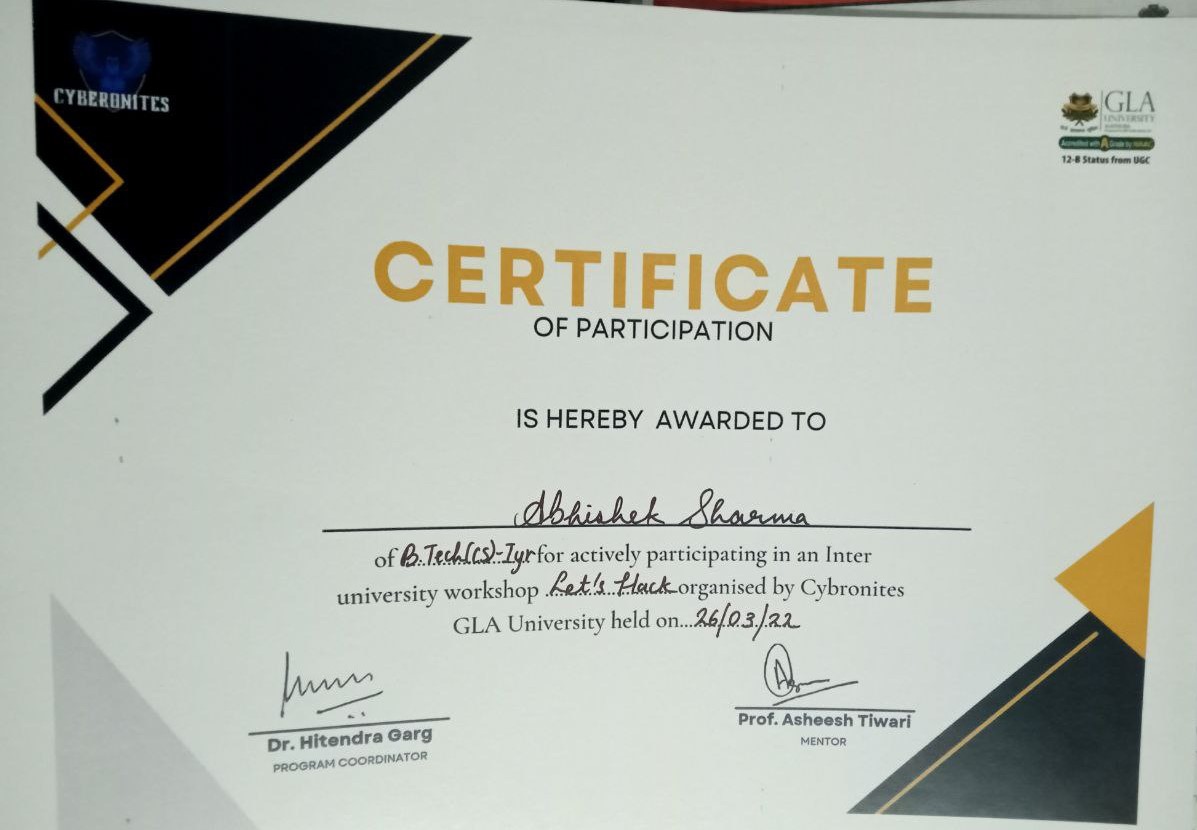 CYBERONITES
GLA
UNIVERSITY
Accredited with A Grade by NAAC
12-B Status from UGC
CERTIFICATE
OF PARTICIPATION
IS HEREBY AWARDED TO
Abhishek Sharma
of B.Tech(CS)-Iyr for actively participating in an Inter
university workshop Let's Hack organised by Cybronites
GLA University held on...26/03/22
Dr. Hitendra Garg
PROGRAM COORDINATOR
Prof. Asheesh Tiwari
MENTOR